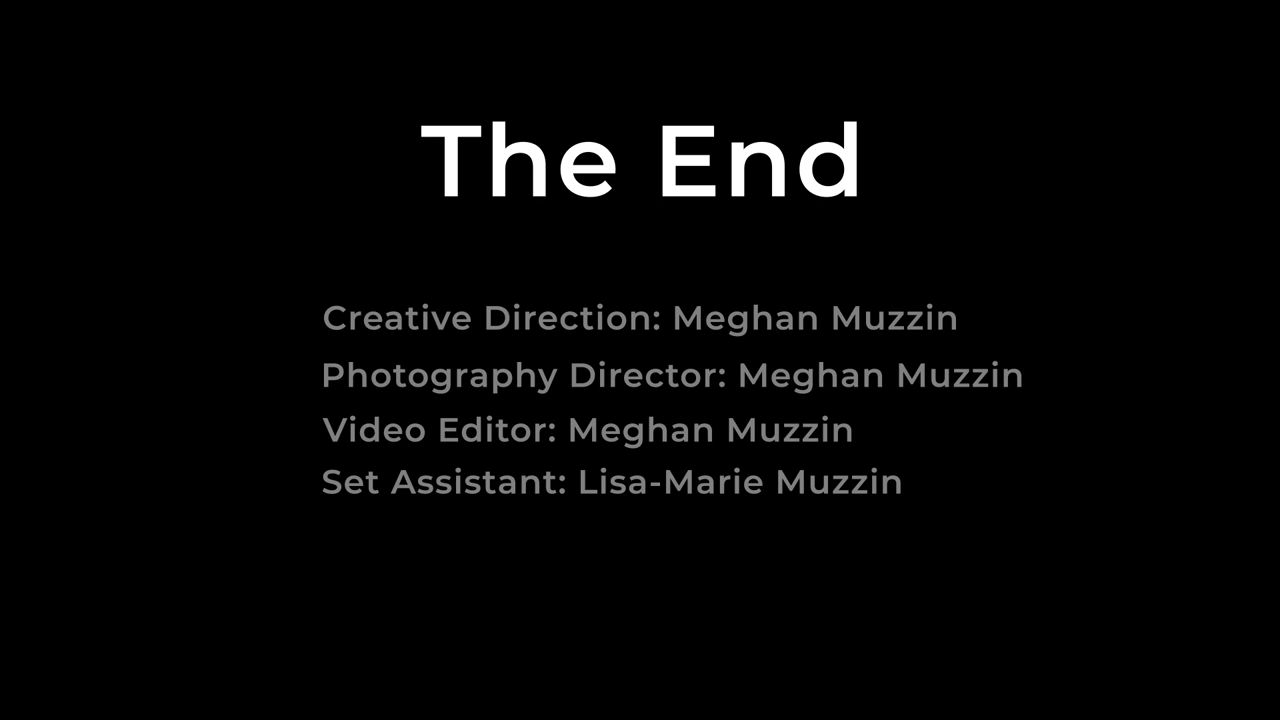 The End
Creative Direction: Meghan Muzzin
Photography Director: Meghan Muzzin
Video Editor: Meghan Muzzin
Set Assistant: Lisa-Marie Muzzin